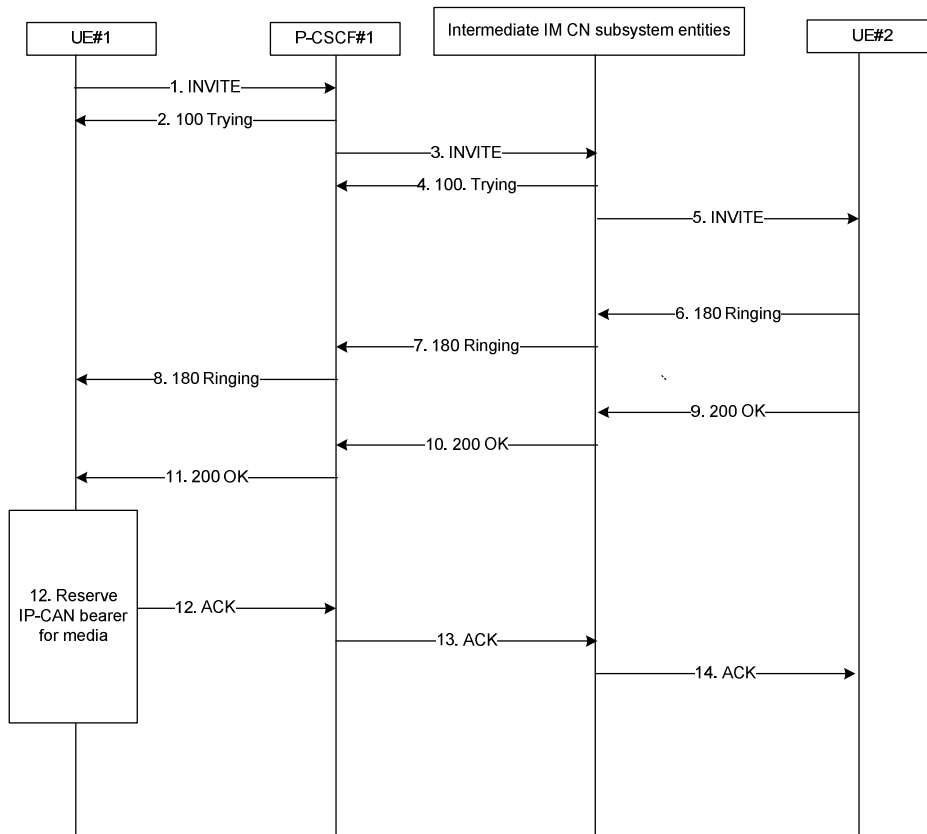 UE#1
P-CSCF#1
Intermediate IM CN subsystem entities
UE#2
1. INVITE
2. 100 Trying
3. INVITE
4. 100. Trying
5. INVITE
6. 180 Ringing
7. 180 Ringing
8. 180 Ringing
9. 200 OK
10. 200 OK
11. 200 OK
12. Reserve
IP-CAN bearer
for media
12. ACK
13. ACK
14. ACK